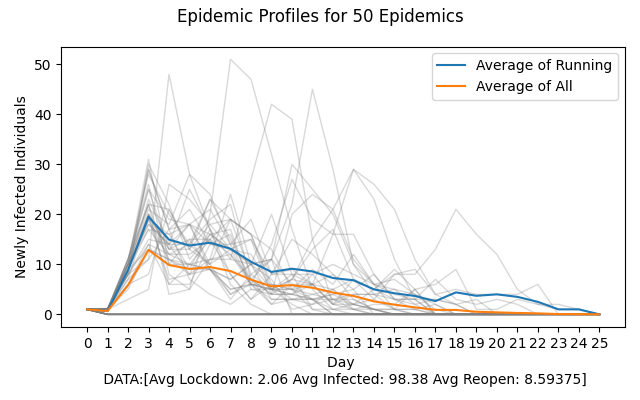 Epidemic Profiles for 50 Epidemics
Average of Running
Average of All
Newly Infected Individuals
50
40
30
20
10
0
0 1 2 3 4 5 6 7 8 9 10 11 12 13 14 15 16 17 18 19 20 21 22 23 24 25
Day
DATA:[Avg Lockdown: 2.06 Avg Infected: 98.38 Avg Reopen: 8.59375]